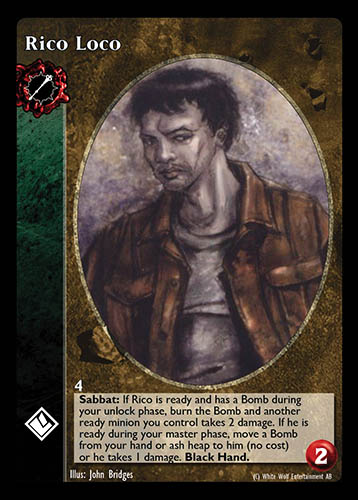 Rico Loco
4
Sabbat: If Rico is ready and has a Bomb during
your unlock phase, burn the Bomb and another
ready minion you control takes 2 damage. If he is
ready during your master phase, move a Bomb
from your hand or ash heap to him (no cost)
or he takes 1 damage. Black Hand.
2
Illus: John Bridges
(C) White Wolf Entertainment AB